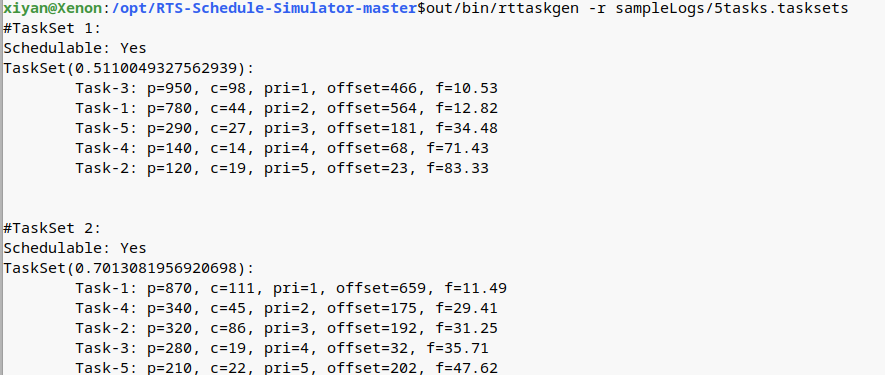 xiyan@Xenon:/opt/RTS-Schedule-Simulator-master$out/bin/rttaskgen -r sampleLogs/5tasks.tasksets
#TaskSet 1:
Schedulable: Yes
TaskSet(0.5110049327562939):
Task-3: p=950, c=98, pri=1, offset=466, f=10.53
Task-1: p=780, c=44, pri=2, offset=564, f=12.82
Task-5: p=290, c=27, pri=3, offset=181, f=34.48
Task-4: p=140, c=14, pri=4, offset=68, f=71.43
Task-2: p=120, c=19, pri=5, offset=23, f=83.33
#TaskSet 2:
Schedulable: Yes
TaskSet(0.7013081956920698):
Task-1: p=870, c=111, pri=1, offset=659, f=11.49
Task-4: p=340, c=45, pri=2, offset=175, f=29.41
Task-2: p=320, c=86, pri=3, offset=192, f=31.25
Task-3: p=280, c=19, pri=4, offset=32, f=35.71
Task-5: p=210, c=22, pri=5, offset=202, f=47.62